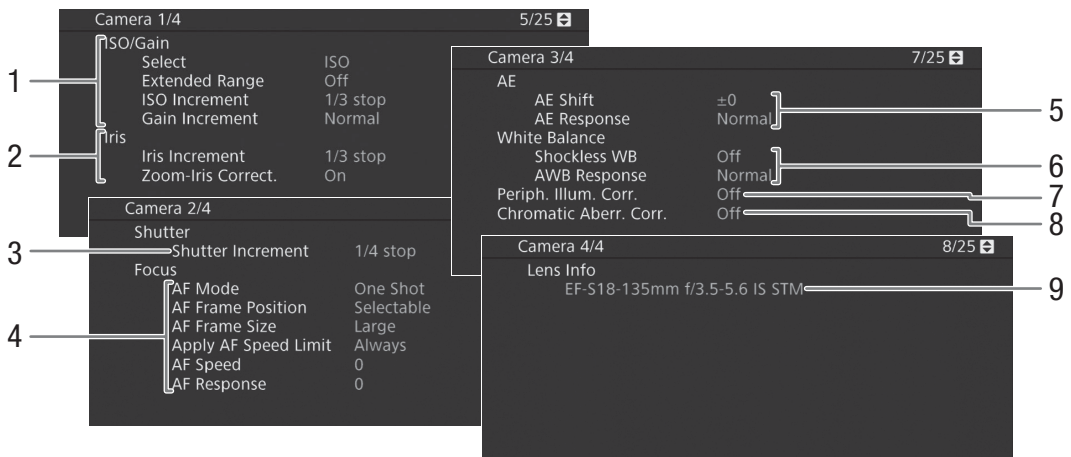 Camera 1/4 5/25
ISO/Gain
Select ISO
Extended Range Off
ISO Increment 1/3 stop
Gain Increment Normal
Iris
Iris Increment 1/3 stop
Zoom-Iris Correct. On
1
2
Camera 2/4
Shutter
Shutter Increment 1/4 stop
Focus
AF Mode One Shot
AF Frame Position Selectable
AF Frame Size Large
Apply AF Speed Limit Always
AF Speed 0
AF Response 0
3
4
Camera 3/4 7/25
AE
AE Shift ±0
AE Response Normal
White Balance
Shockless WB Off
AWB Response Normal
Periph. Illum. Corr. Off
Chromatic Aberr. Corr. Off
5
6
7
8
Camera 4/4 8/25
Lens Info
EF-S18-135mm f/3.5-5.6 IS STM
9